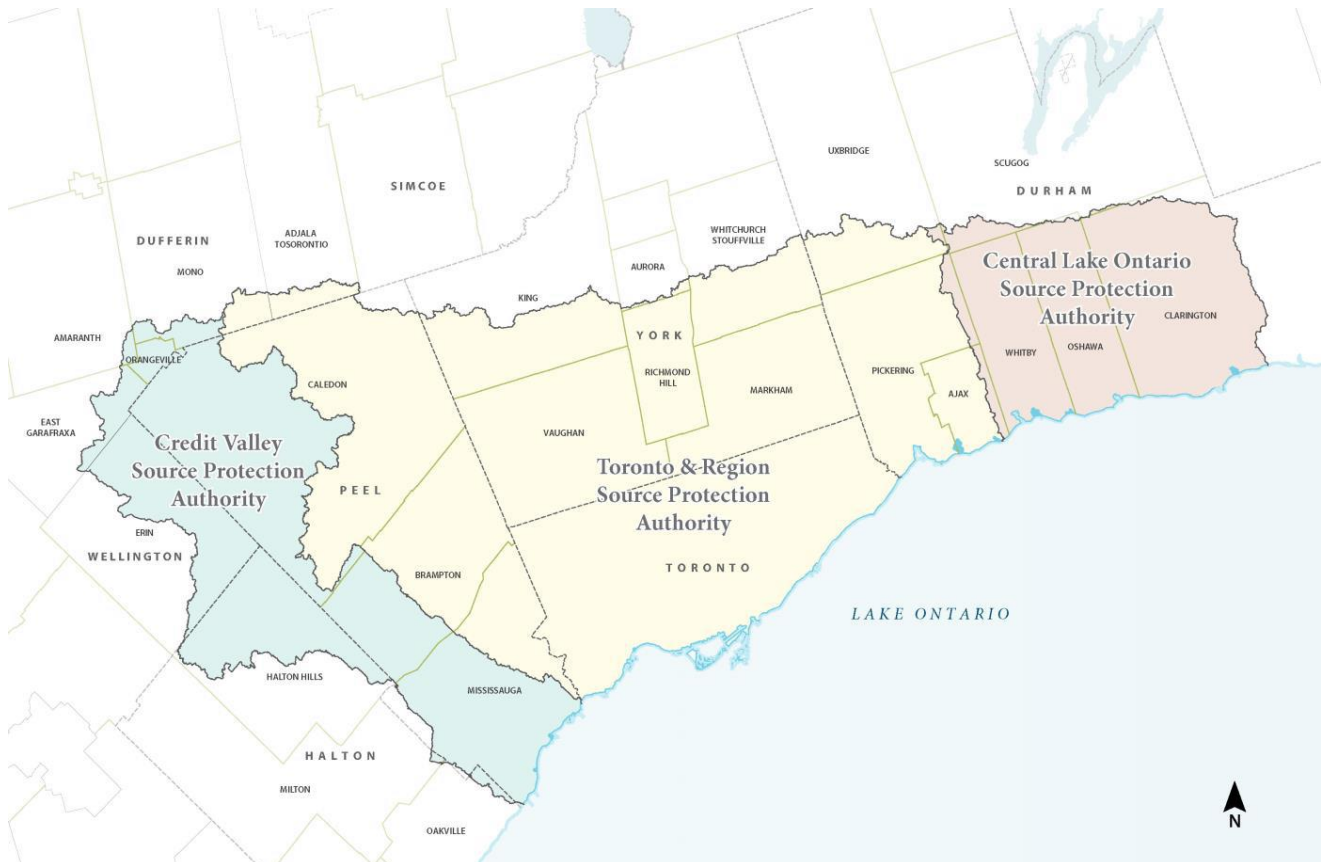 UXBRIDGE
SCUGOG
DURHAM
SIMCOE
DUFFERIN
ADJALA
TOSORONTIO
MONO
WHITCHURCH
STOUFFVILLE
AURORA
KING
Central Lake Ontario
Source Protection
Authority
CLARINGTON
AMARANTH
ORANGEVILLE
YORK
WHITBY
OSHAWA
CALEDON
RICHMOND
HILL
MARKHAM
PICKERING
AJAX
EAST
GARAFRAXA
VAUGHAN
Credit Valley
Source Protection
Authority
Toronto & Region
Source Protection
Authority
PEEL
ERIN
WELLINGTON
BRAMPTON
TORONTO
LAKE ONTARIO
HALTON HILLS
MISSISSAUGA
HALTON
MILTON
OAKVILLE
N